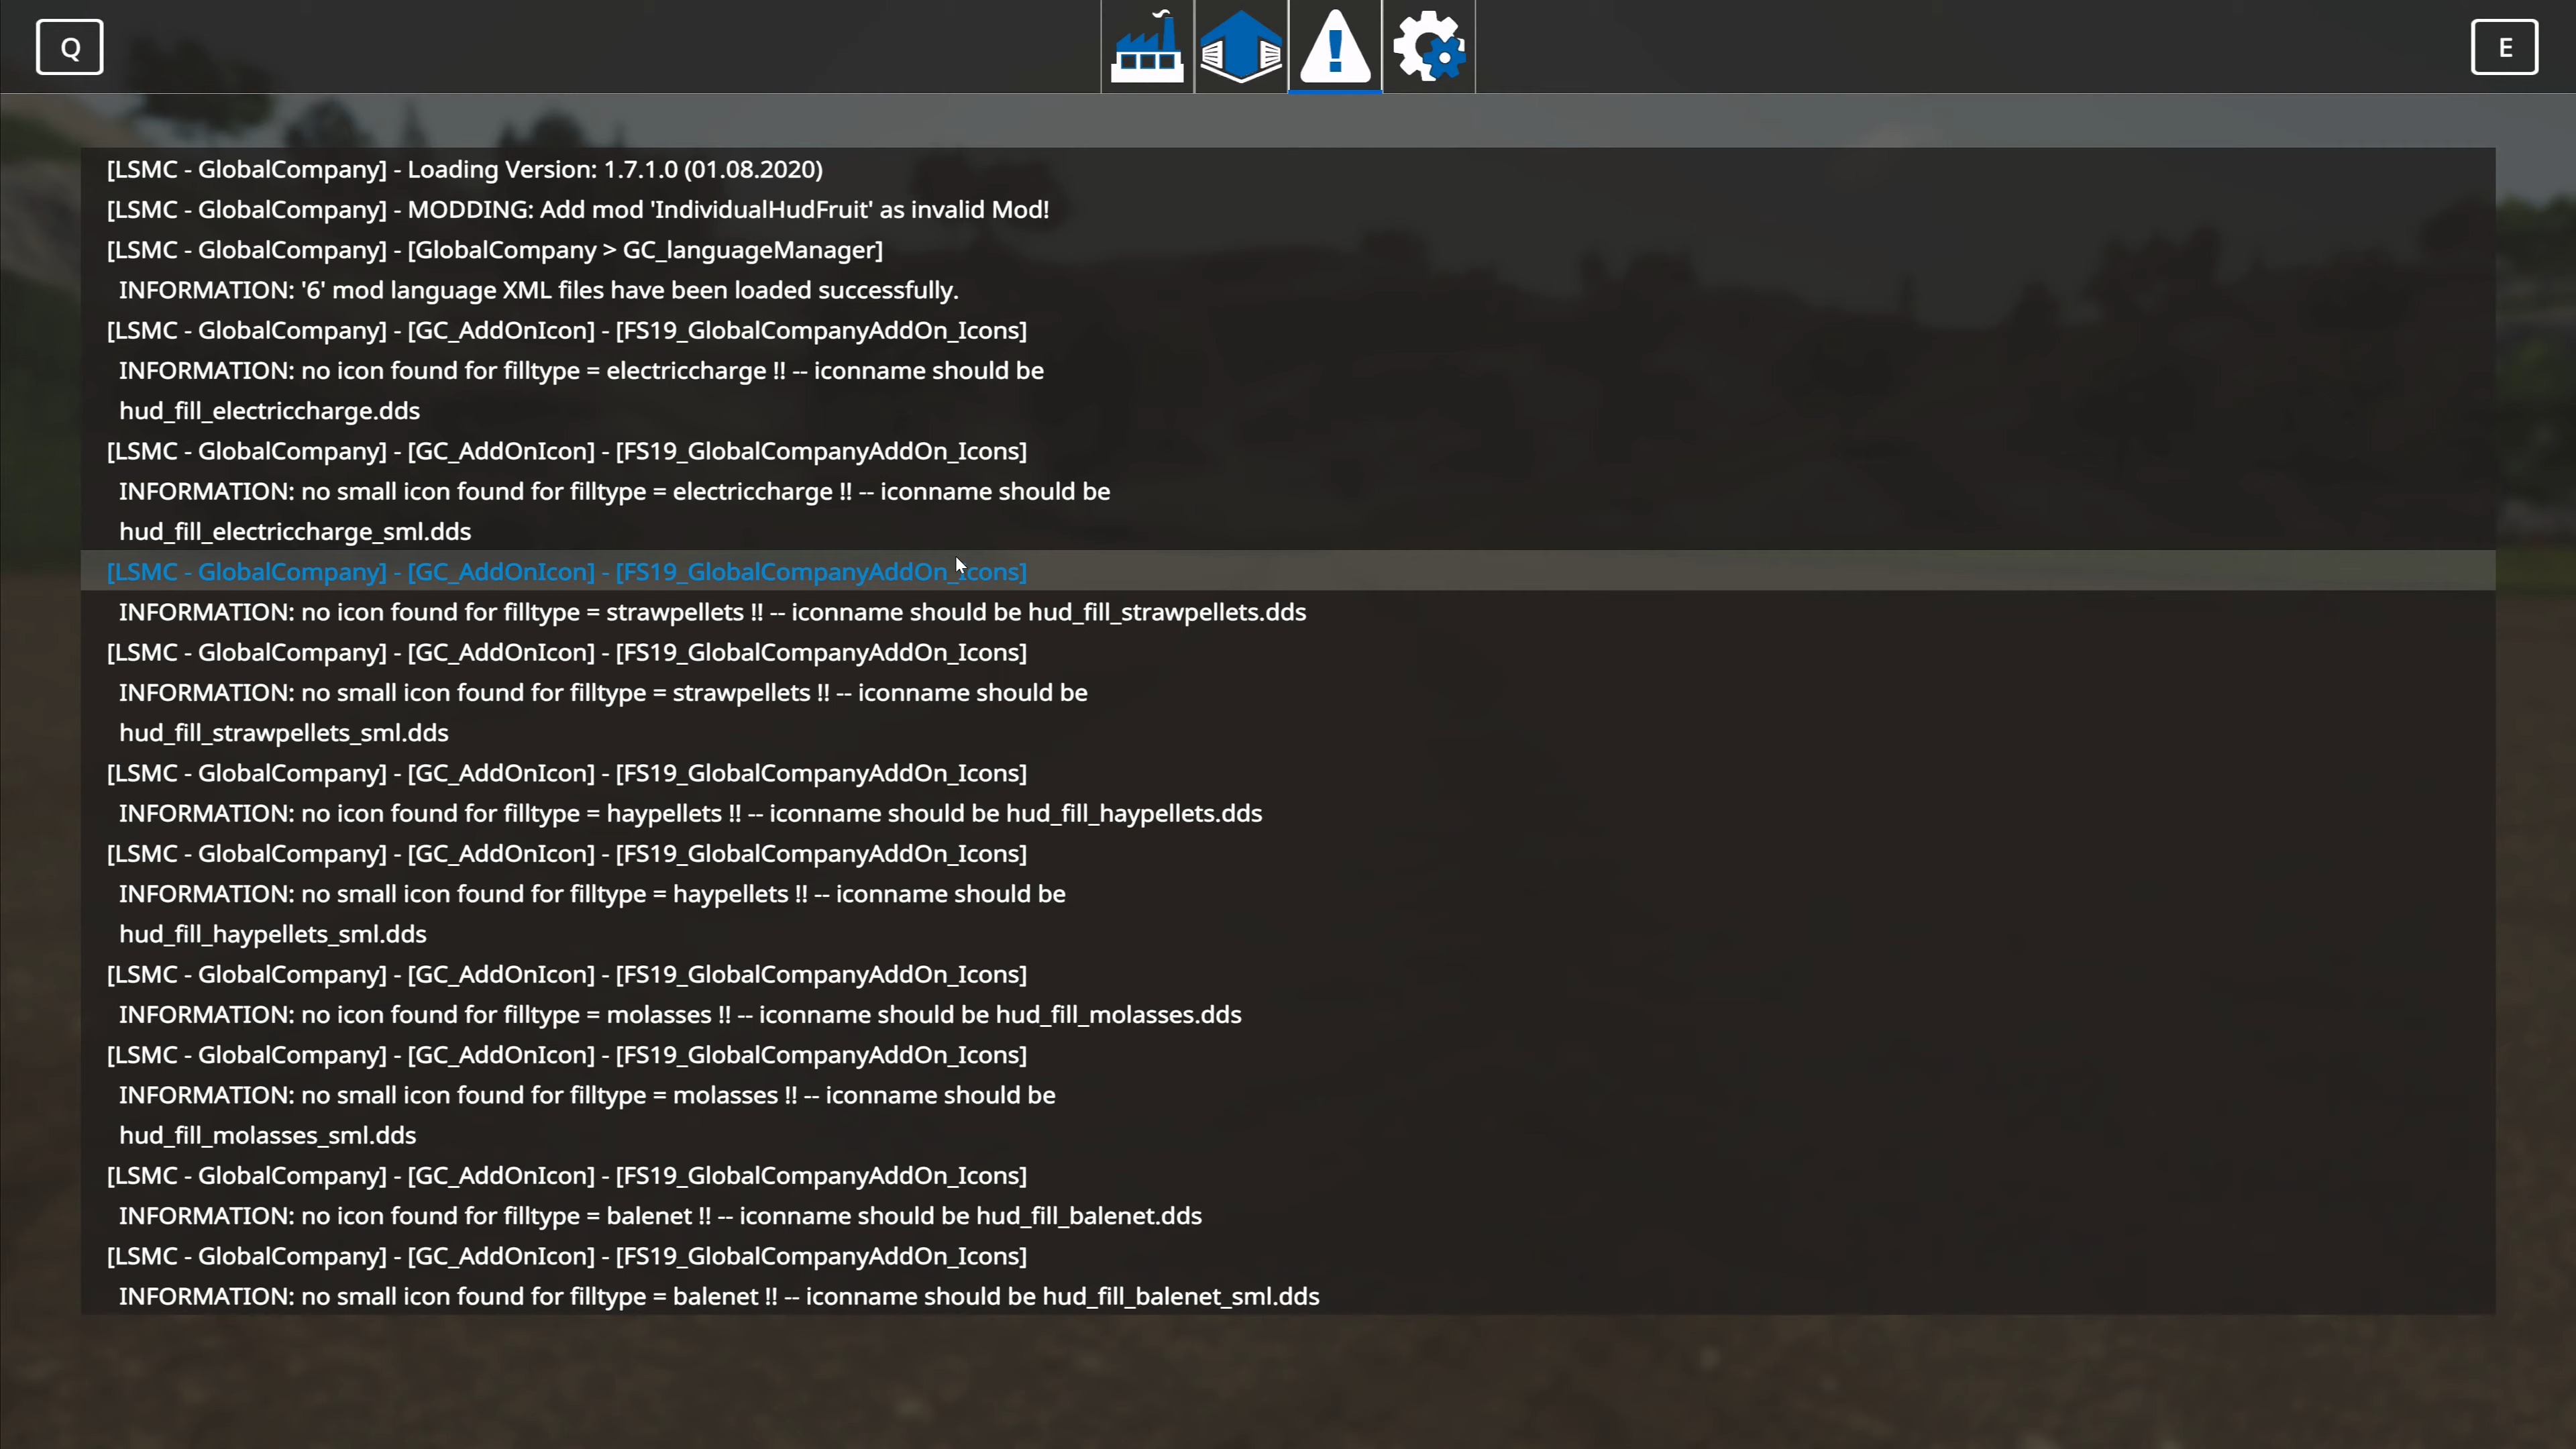 Q
E
[LSMC - GlobalCompany] - Loading Version: 1.7.1.0 (01.08.2020)
[LSMC - GlobalCompany] - MODDING: Add mod 'IndividualHudFruit' as invalid Mod!
[LSMC - GlobalCompany] - [GlobalCompany > GC_languageManager]
INFORMATION: '6' mod language XML files have been loaded successfully.
[LSMC - GlobalCompany] - [GC_AddOnIcon] - [FS19_GlobalCompanyAddOn_Icons]
INFORMATION: no icon found for filltype = electriccharge !! -- iconname should be
hud_fill_electriccharge.dds
[LSMC - GlobalCompany] - [GC_AddOnIcon] - [FS19_GlobalCompanyAddOn_Icons]
INFORMATION: no small icon found for filltype = electriccharge !! -- iconname should be
hud_fill_electriccharge_sml.dds
[LSMC - GlobalCompany] - [GC_AddOnIcon] - [FS19_GlobalCompanyAddOn_Icons]
INFORMATION: no icon found for filltype = strawpellets !! -- iconname should be hud_fill_strawpellets.dds
[LSMC - GlobalCompany] - [GC_AddOnIcon] - [FS19_GlobalCompanyAddOn_Icons]
INFORMATION: no small icon found for filltype = strawpellets !! -- iconname should be
hud_fill_strawpellets_sml.dds
[LSMC - GlobalCompany] - [GC_AddOnIcon] - [FS19_GlobalCompanyAddOn_Icons]
INFORMATION: no icon found for filltype = haypellets !! -- iconname should be hud_fill_haypellets.dds
[LSMC - GlobalCompany] - [GC_AddOnIcon] - [FS19_GlobalCompanyAddOn_Icons]
INFORMATION: no small icon found for filltype = haypellets !! -- iconname should be
hud_fill_haypellets_sml.dds
[LSMC - GlobalCompany] - [GC_AddOnIcon] - [FS19_GlobalCompanyAddOn_Icons]
INFORMATION: no icon found for filltype = molasses !! -- iconname should be hud_fill_molasses.dds
[LSMC - GlobalCompany] - [GC_AddOnIcon] - [FS19_GlobalCompanyAddOn_Icons]
INFORMATION: no small icon found for filltype = molasses !! -- iconname should be
hud_fill_molasses_sml.dds
[LSMC - GlobalCompany] - [GC_AddOnIcon] - [FS19_GlobalCompanyAddOn_Icons]
INFORMATION: no icon found for filltype = balenet !! -- iconname should be hud_fill_balenet.dds
[LSMC - GlobalCompany] - [GC_AddOnIcon] - [FS19_GlobalCompanyAddOn_Icons]
INFORMATION: no small icon found for filltype = balenet !! -- iconname should be hud_fill_balenet_sml.dds